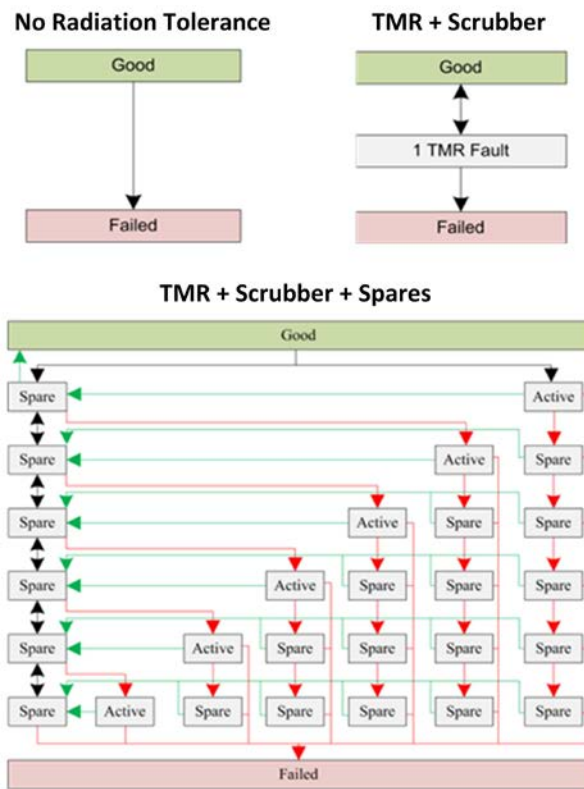 No Radiation Tolerance
TMR + Scrubber
Good
Good
1 TMR Fault
Failed
Failed
TMR + Scrubber + Spares
Good
Spare Active
Spare Active Spare
Spare Active Spare Spare
Spare Active Spare Spare Spare
Spare Active Spare Spare Spare Spare
Spare Active Spare Spare Spare Spare Spare
Failed